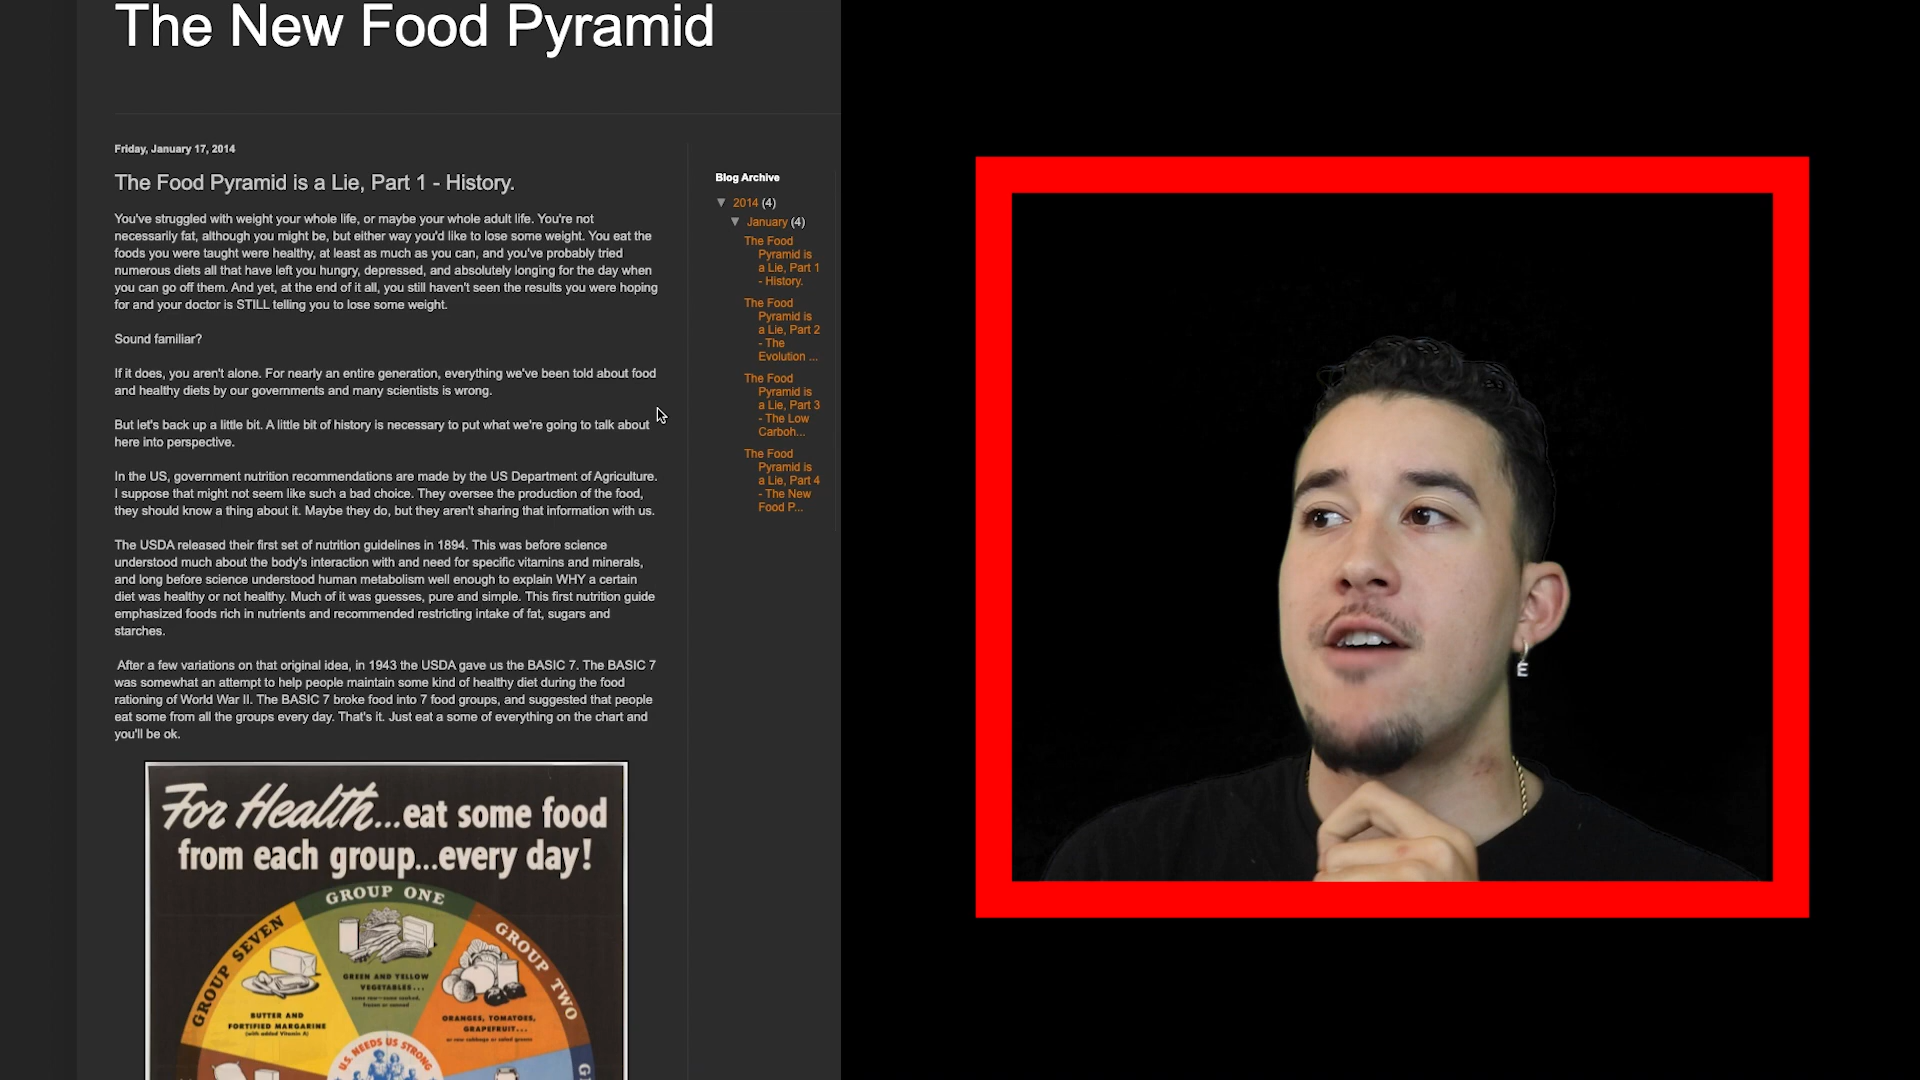 The New Food Pyramid
Friday, January 17, 2014
The Food Pyramid is a Lie, Part 1 - History.
You've struggled with weight your whole life, or maybe your whole adult life. You're not
necessarily fat, although you might be, but either way you'd like to lose some weight. You eat the
foods you were taught were healthy, at least as much as you can, and you've probably tried
numerous diets all that have left you hungry, depressed, and absolutely longing for the day when
you can go off them. And yet, at the end of it all, you still haven't seen the results you were hoping
for and your doctor is STILL telling you to lose some weight.
Sound familiar?
If it does, you aren't alone. For nearly an entire generation, everything we've been told about food
and healthy diets by our governments and many scientists is wrong.
But let's back up a little bit. A little bit of history is necessary to put what we're going to talk about
here into perspective.
In the US, government nutrition recommendations are made by the US Department of Agriculture.
I suppose that might not seem like such a bad choice. They oversee the production of the food,
they should know a thing about it. Maybe they do, but they aren't sharing that information with us.
The USDA released their first set of nutrition guidelines in 1894. This was before science
understood much about the body's interaction with and need for specific vitamins and minerals,
and long before science understood human metabolism well enough to explain WHY a certain
diet was healthy or not healthy. Much of it was guesses, pure and simple. This first nutrition guide
emphasized foods rich in nutrients and recommended restricting intake of fat, sugars and
starches.
After a few variations on that original idea, in 1943 the USDA gave us the BASIC 7. The BASIC 7
was somewhat an attempt to help people maintain some kind of healthy diet during the food
rationing of World War II. The BASIC 7 broke food into 7 food groups, and suggested that people
eat some from all the groups every day. That's it. Just eat a some of everything on the chart and
you'll be ok.
For Health...eat some food
from each group...every day!
GROUP ONE
GREEN AND YELLOW
VEGETABLES...
some raw—some cooked,
frozen or canned
GROUP TWO
ORANGES, TOMATOES,
GRAPEFRUIT...
or raw cabbage or salad greens
GROUP SEVEN
BUTTER AND
FORTIFIED MARGARINE
(with added Vitamin A)
U.S. NEEDS US STRONG
Blog Archive
▼ 2014 (4)
▼ January (4)
The Food
Pyramid is
a Lie, Part 1
- History.
The Food
Pyramid is
a Lie, Part 2
- The
Evolution ...
The Food
Pyramid is
a Lie, Part 3
- The Low
Carboh...
The Food
Pyramid is
a Lie, Part 4
- The New
Food P...
E